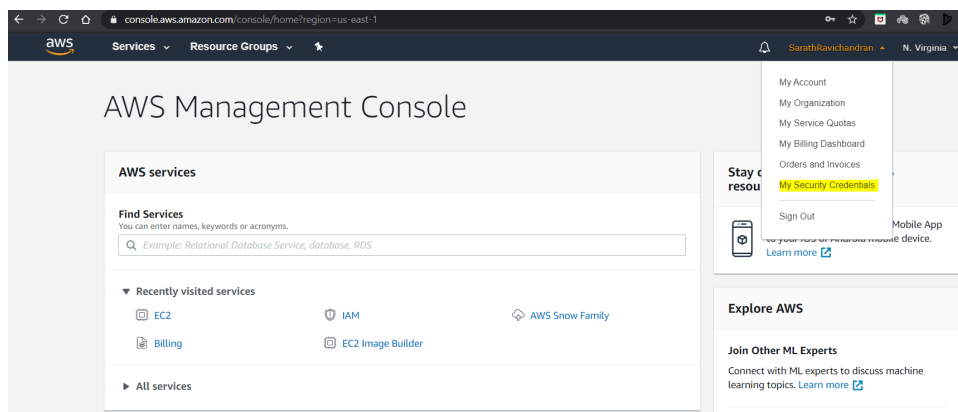 console.aws.amazon.com/console/home?region=us-east-1
aws
Services
Resource Groups
SarathRavichandran
N. Virginia
My Account
My Organization
My Service Quotas
My Billing Dashboard
Orders and Invoices
My Security Credentials
Sign Out
AWS Management Console
AWS services
Find Services
You can enter names, keywords or acronyms.
Example: Relational Database Service, database, RDS
Recently visited services
EC2
IAM
AWS Snow Family
Billing
EC2 Image Builder
All services
Stay
Mobile App
to your iOS or Android mobile device.
Learn more
Explore AWS
Join Other ML Experts
Connect with ML experts to discuss machine
learning topics. Learn more